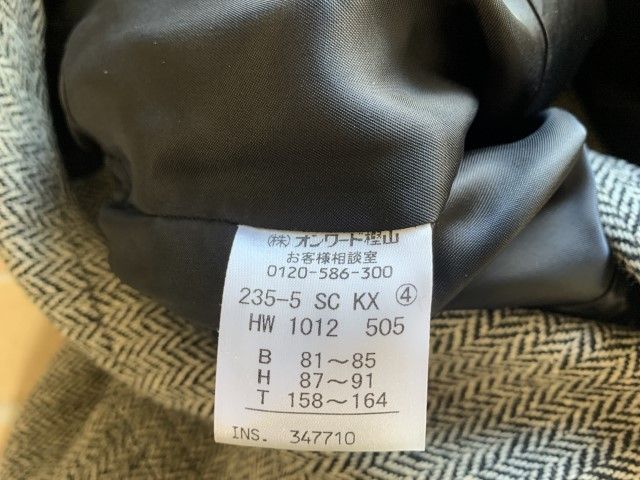 (株)オンワード樫山
お客様相談室
0120-586-300
235-5 SC KX ④
HW 1012 505
B 81〜85
H 87〜91
T 158〜164
INS. 347710